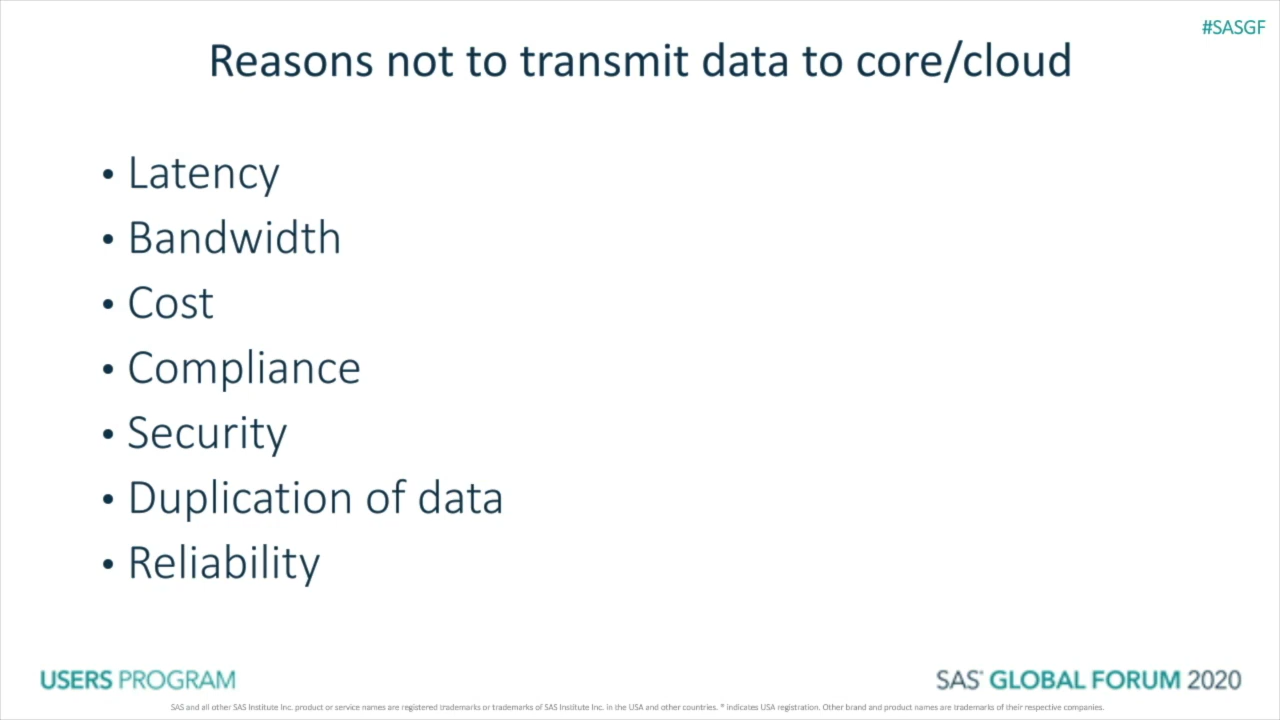 #SASGF
Reasons not to transmit data to core/cloud
• Latency
• Bandwidth
• Cost
• Compliance
• Security
• Duplication of data
• Reliability
USERS PROGRAM
SAS® GLOBAL FORUM 2020
SAS and all other SAS Institute Inc. product or service names are registered trademarks or trademarks of SAS Institute Inc. in the USA and other countries. ® indicates USA registration. Other brand and product names are trademarks of their respective companies.